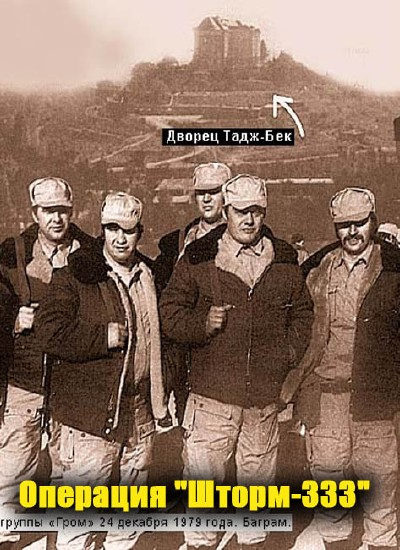 Дворец Тадж-Бек
Операция "Шторм-333"
группы «Гром» 24 декабря 1979 года. Баграм.